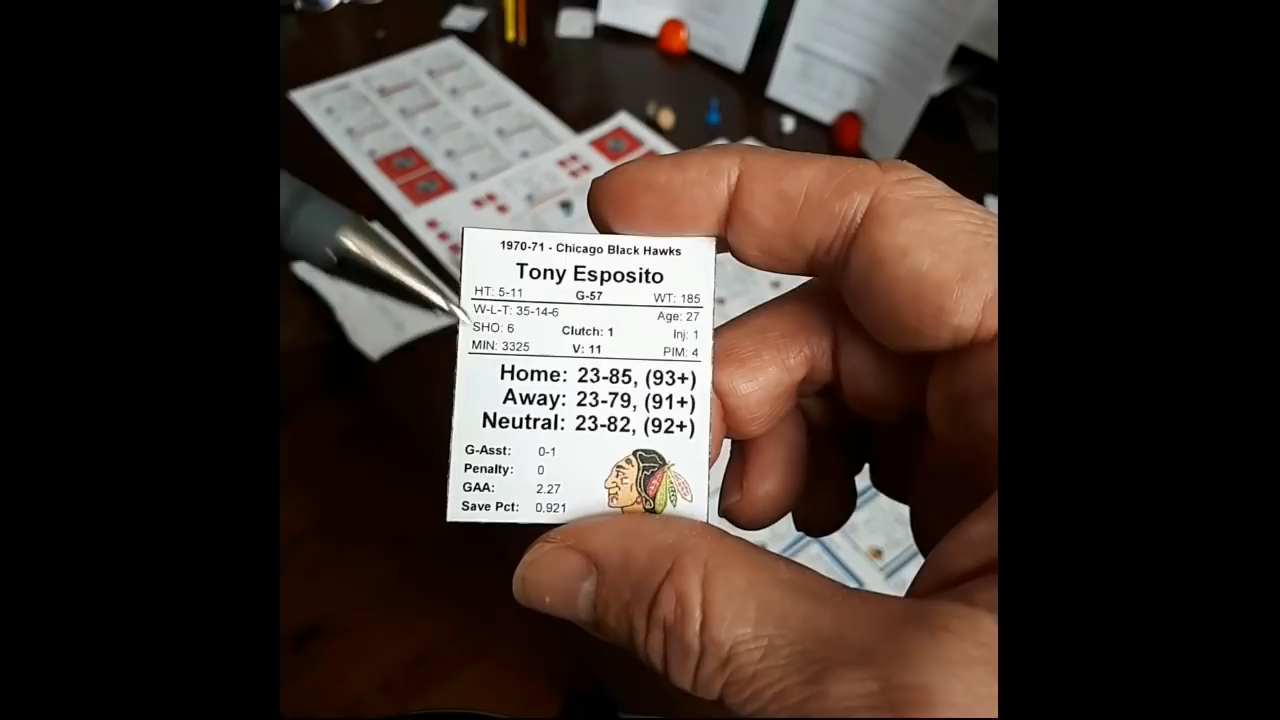 1970-71 - Chicago Black Hawks
Tony Esposito
HT: 5-11 G-57 WT: 185
W-L-T: 35-14-6 Age: 27
SHO: 6 Clutch: 1 Inj: 1
MIN: 3325 V: 11 PIM: 4
Home: 23-85, (93+)
Away: 23-79, (91+)
Neutral: 23-82, (92+)
G-Asst: 0-1
Penalty: 0
GAA: 2.27
Save Pct: 0.921